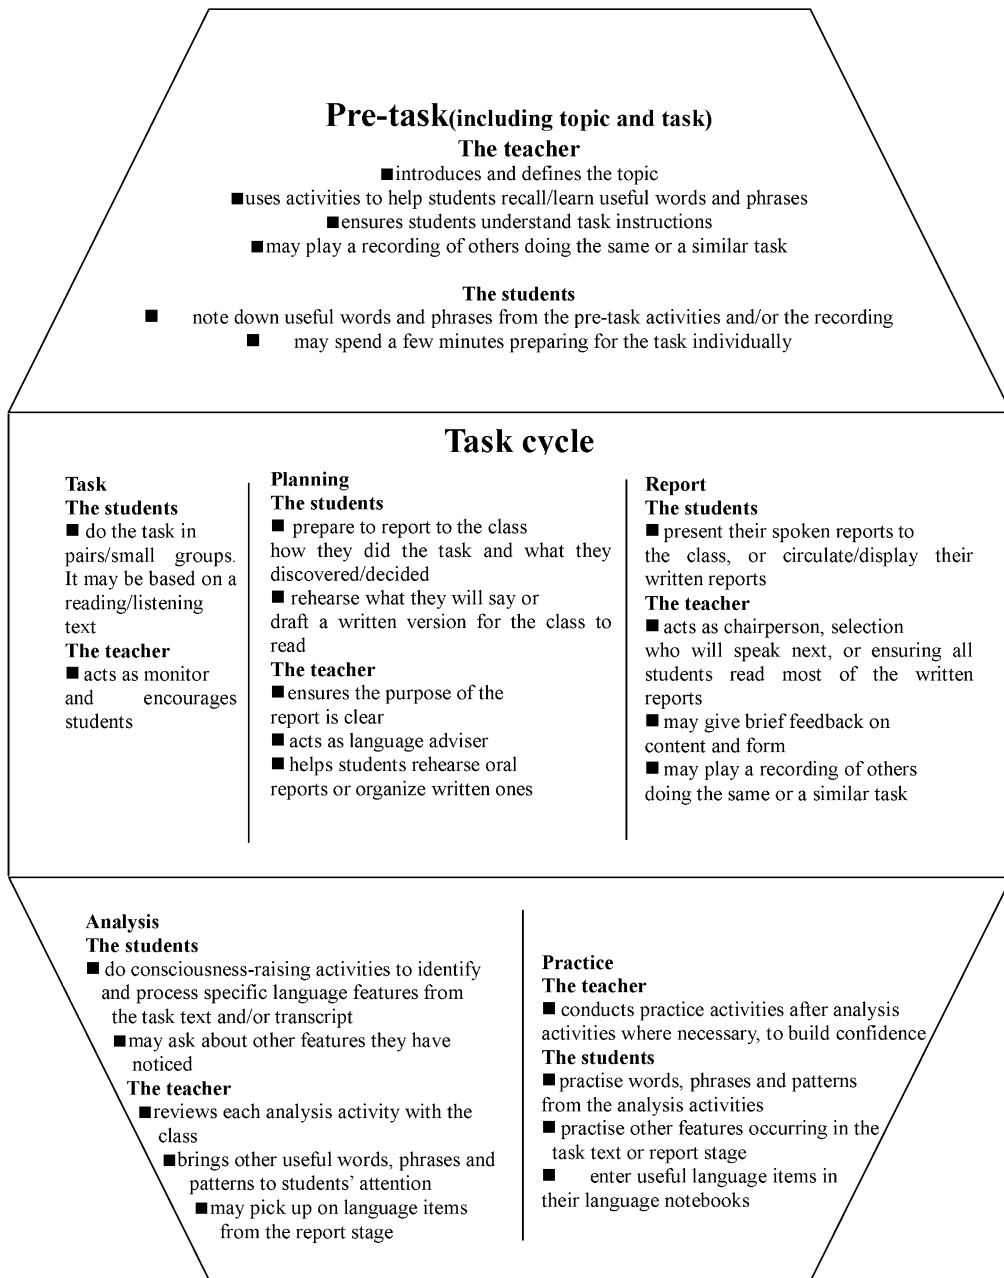 Pre-task(including topic and task)
The teacher
■introduces and defines the topic
■uses activities to help students recall/learn useful words and phrases
■ensures students understand task instructions
■may play a recording of others doing the same or a similar task
The students
■ note down useful words and phrases from the pre-task activities and/or the recording
■ may spend a few minutes preparing for the task individually
Task cycle
Task
The students
■ do the task in
pairs/small groups.
It may be based on a
reading/listening
text
The teacher
■ acts as monitor
and encourages
students
Planning
The students
■ prepare to report to the class
how they did the task and what they
discovered/decided
■ rehearse what they will say or
draft a written version for the class to
read
The teacher
■ensures the purpose of the
report is clear
■ acts as language adviser
■ helps students rehearse oral
reports or organize written ones
Report
The students
■present their spoken reports to
the class, or circulate/display their
written reports
The teacher
■acts as chairperson, selection
who will speak next, or ensuring all
students read most of the written
reports
■may give brief feedback on
content and form
■may play a recording of others
doing the same or a similar task
Analysis
The students
■ do consciousness-raising activities to identify
and process specific language features from
the task text and/or transcript
■may ask about other features they have
noticed
The teacher
■reviews each analysis activity with the
class
■brings other useful words, phrases and
patterns to students’ attention
■may pick up on language items
from the report stage
Practice
The teacher
■ conducts practice activities after analysis
activities where necessary, to build confidence
The students
■practise words, phrases and patterns
from the analysis activities
■ practise other features occurring in the
task text or report stage
■ enter useful language items in
their language notebooks